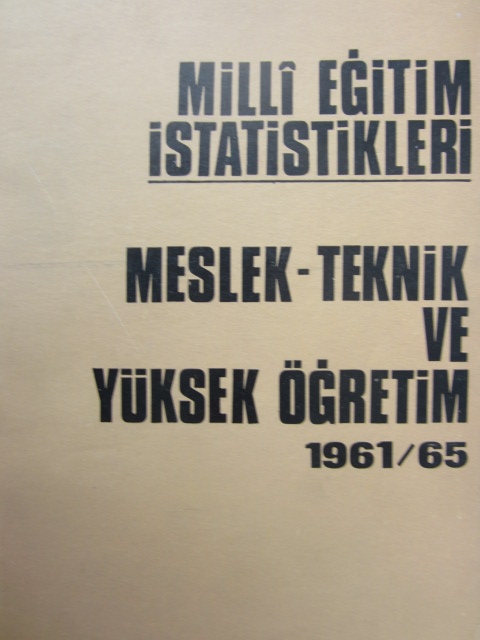 MİLLÎ EĞİTİM
İSTATİSTİKLERİ
MESLEK - TEKNİK
VE
YÜKSEK ÖĞRETİM
1961/65